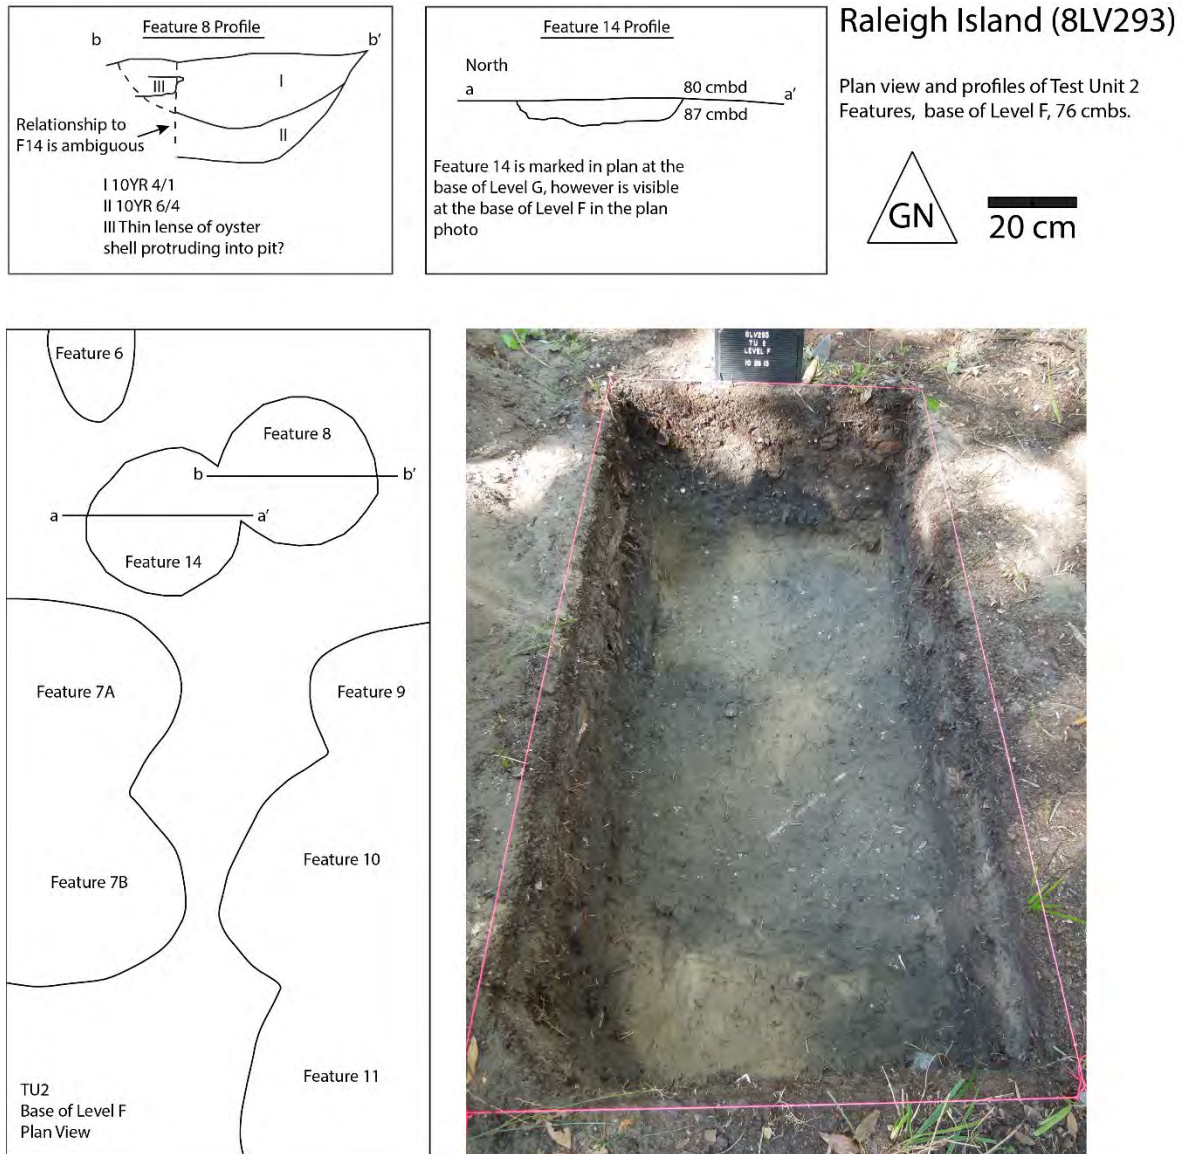 Feature 8 Profile
b
b'
III
I
II
Relationship to
F14 is ambiguous
I 10YR 4/1
II 10YR 6/4
III Thin lense of oyster
shell protruding into pit?
Feature 14 Profile
North
a
80 cmbd
a'
87 cmbd
Feature 14 is marked in plan at the
base of Level G, however is visible
at the base of Level F in the plan
photo
Raleigh Island (8LV293)
Plan view and profiles of Test Unit 2
Features, base of Level F, 76 cmbs.
GN
20 cm
Feature 6
Feature 8
b
b'
a
a'
Feature 14
Feature 7A
Feature 9
Feature 10
Feature 7B
Feature 11
TU2
Base of Level F
Plan View
8LV293
TU 2
LEVEL F